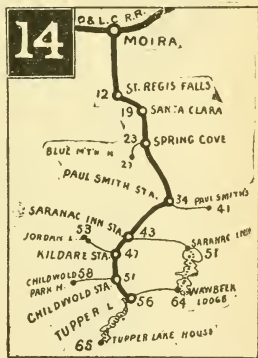 14
O & L.C R.R.
MOIRA
12 ST. REGIS FALLS
19 SANTA CLARA
23 SPRING COVE
BLUE MT'N H
27
PAUL SMITH STA.
34 PAUL SMITH'S
41
SARANAC INN STA.
53 43
JORDAN L. SARANAC INN
51
KILDARE STA. 47
CHILDWOLD 58
PARK H. 51
CHILDWOLD STA.
56 64 WAWBEEK
LODGE
TUPPER L
65 TUPPER LAKE HOUSE